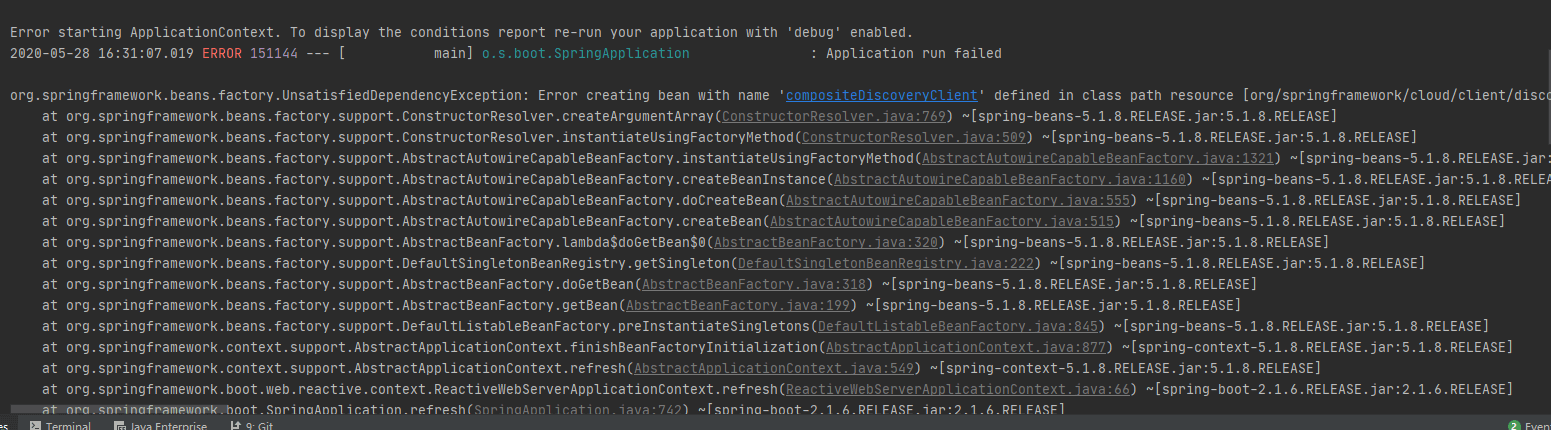 Error starting ApplicationContext. To display the conditions report re-run your application with 'debug' enabled.
2020-05-28 16:31:07.019 ERROR 151144 --- [           main] o.s.boot.SpringApplication               : Application run failed
org.springframework.beans.factory.UnsatisfiedDependencyException: Error creating bean with name 'compositeDiscoveryClient' defined in class path resource [org/springframework/cloud/client/disco
at org.springframework.beans.factory.support.ConstructorResolver.createArgumentArray(ConstructorResolver.java:769) ~[spring-beans-5.1.8.RELEASE.jar:5.1.8.RELEASE]
at org.springframework.beans.factory.support.ConstructorResolver.instantiateUsingFactoryMethod(ConstructorResolver.java:509) ~[spring-beans-5.1.8.RELEASE.jar:5.1.8.RELEASE]
at org.springframework.beans.factory.support.AbstractAutowireCapableBeanFactory.instantiateUsingFactoryMethod(AbstractAutowireCapableBeanFactory.java:1321) ~[spring-beans-5.1.8.RELEASE.jar:
at org.springframework.beans.factory.support.AbstractAutowireCapableBeanFactory.createBeanInstance(AbstractAutowireCapableBeanFactory.java:1160) ~[spring-beans-5.1.8.RELEASE.jar:5.1.8.RELEA
at org.springframework.beans.factory.support.AbstractAutowireCapableBeanFactory.doCreateBean(AbstractAutowireCapableBeanFactory.java:555) ~[spring-beans-5.1.8.RELEASE.jar:5.1.8.RELEASE]
at org.springframework.beans.factory.support.AbstractAutowireCapableBeanFactory.createBean(AbstractAutowireCapableBeanFactory.java:515) ~[spring-beans-5.1.8.RELEASE.jar:5.1.8.RELEASE]
at org.springframework.beans.factory.support.AbstractBeanFactory.lambda$doGetBean$0(AbstractBeanFactory.java:320) ~[spring-beans-5.1.8.RELEASE.jar:5.1.8.RELEASE]
at org.springframework.beans.factory.support.DefaultSingletonBeanRegistry.getSingleton(DefaultSingletonBeanRegistry.java:222) ~[spring-beans-5.1.8.RELEASE.jar:5.1.8.RELEASE]
at org.springframework.beans.factory.support.AbstractBeanFactory.doGetBean(AbstractBeanFactory.java:318) ~[spring-beans-5.1.8.RELEASE.jar:5.1.8.RELEASE]
at org.springframework.beans.factory.support.AbstractBeanFactory.getBean(AbstractBeanFactory.java:199) ~[spring-beans-5.1.8.RELEASE.jar:5.1.8.RELEASE]
at org.springframework.beans.factory.support.DefaultListableBeanFactory.preInstantiateSingletons(DefaultListableBeanFactory.java:845) ~[spring-beans-5.1.8.RELEASE.jar:5.1.8.RELEASE]
at org.springframework.context.support.AbstractApplicationContext.finishBeanFactoryInitialization(AbstractApplicationContext.java:877) ~[spring-context-5.1.8.RELEASE.jar:5.1.8.RELEASE]
at org.springframework.context.support.AbstractApplicationContext.refresh(AbstractApplicationContext.java:549) ~[spring-context-5.1.8.RELEASE.jar:5.1.8.RELEASE]
at org.springframework.boot.web.reactive.context.ReactiveWebServerApplicationContext.refresh(ReactiveWebServerApplicationContext.java:66) ~[spring-boot-2.1.6.RELEASE.jar:2.1.6.RELEASE]
at org.springframework.boot.SpringApplication.refresh(SpringApplication.java:742) ~[spring-boot-2.1.6.RELEASE.jar:2.1.6.RELEASE]
es Terminal Java Enterprise 9: Git 2 Event